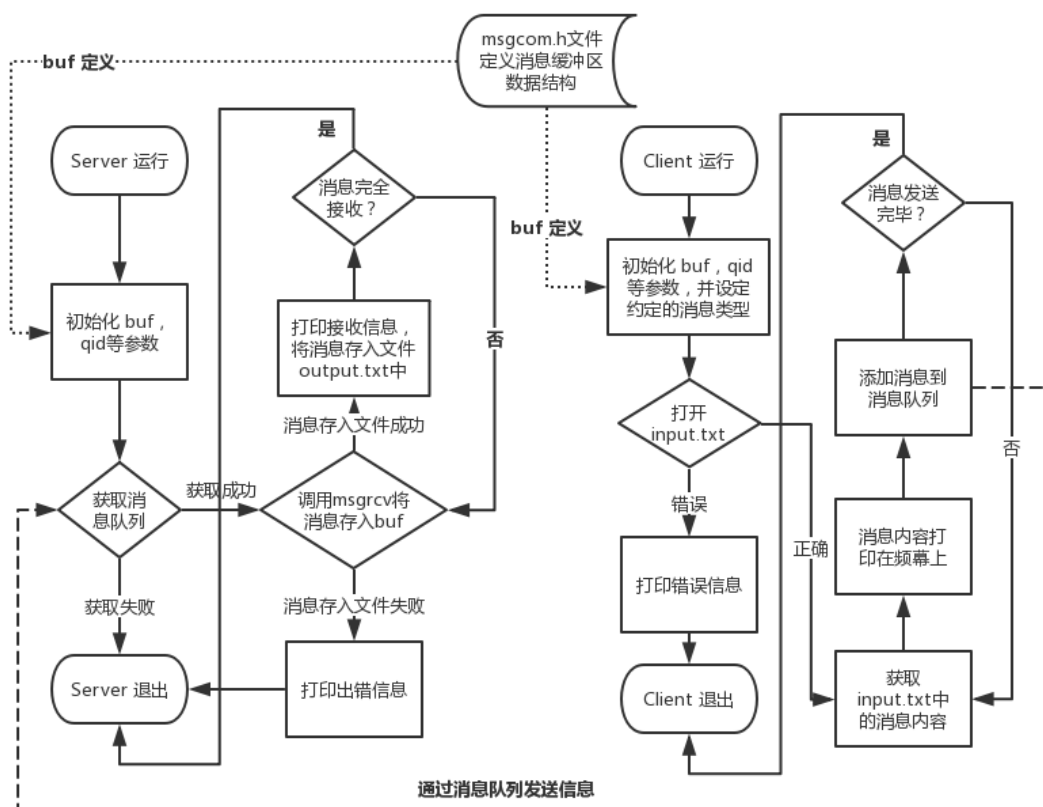 msgcom.h文件
定义消息缓冲区
数据结构
buf 定义
buf 定义
Server 运行
初始化 buf，
qid等参数
获取消
息队列
获取成功
获取失败
Server 退出
是
消息完全
接收？
否
打印接收信息，
将消息存入文件
output.txt中
消息存入文件成功
调用msgrcv将
消息存入buf
消息存入文件失败
打印出错信息
Client 运行
初始化 buf，qid
等参数，并设定
约定的消息类型
打开
input.txt
错误
正确
打印错误信息
Client 退出
是
消息发送
完毕？
否
添加消息到
消息队列
消息内容打
印在频幕上
获取
input.txt中
的消息内容
通过消息队列发送信息